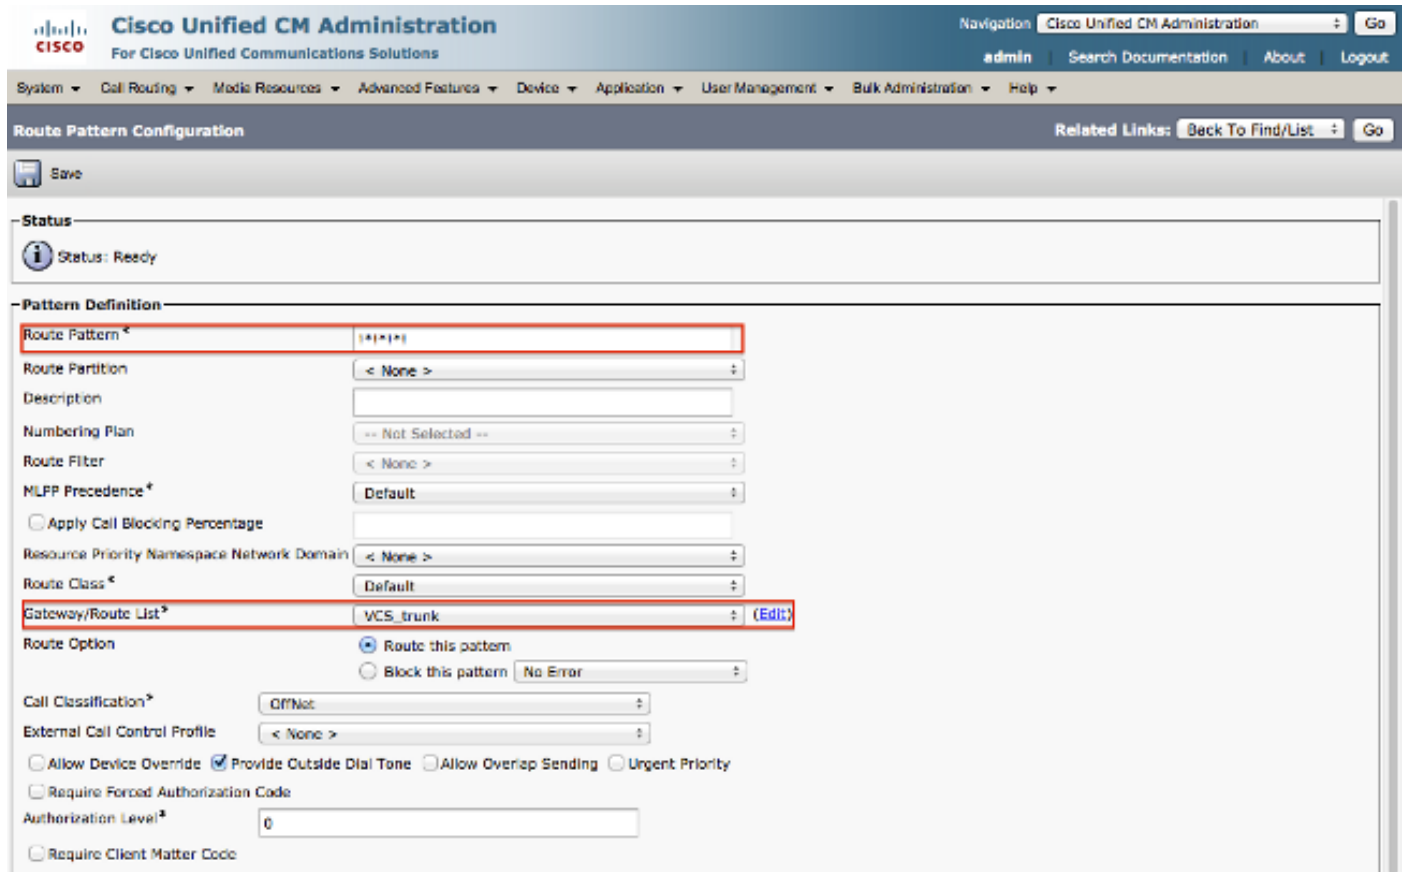 Cisco Unified CM Administration
For Cisco Unified Communications Solutions
CISCO
Navigation Cisco Unified CM Administration Go
admin Search Documentation About Logout
System Call Routing Media Resources Advanced Features Device Application User Management Bulk Administration Help
Route Pattern Configuration
Related Links: Back To Find/List Go
Save
Status
Status: Ready
Pattern Definition
Route Pattern * !*!*!*!
Route Partition < None >
Description
Numbering Plan -- Not Selected --
Route Filter < None >
MLPP Precedence * Default
Apply Call Blocking Percentage
Resource Priority Namespace Network Domain < None >
Route Class * Default
Gateway/Route List * VCS_trunk (Edit)
Route Option Route this pattern
Block this pattern No Error
Call Classification * OffNet
External Call Control Profile < None >
Allow Device Override Provide Outside Dial Tone Allow Overlap Sending Urgent Priority
Require Forced Authorization Code
Authorization Level * 0
Require Client Matter Code